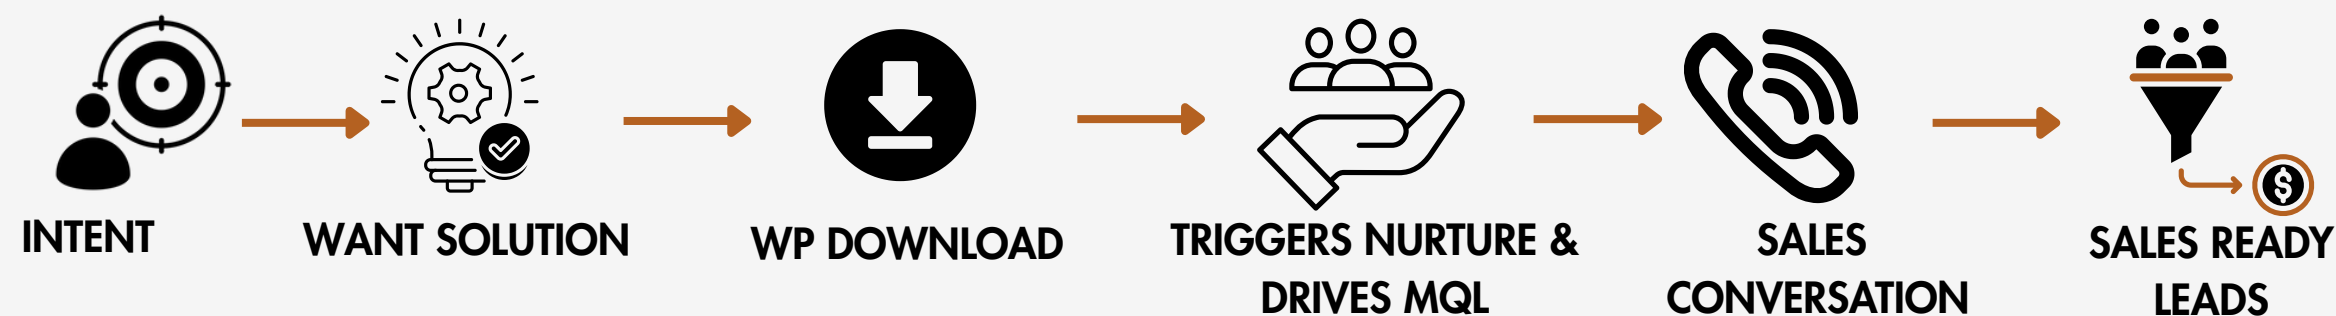 INTENT
WANT SOLUTION
WP DOWNLOAD
TRIGGERS NURTURE &
DRIVES MQL
SALES
CONVERSATION
SALES READY
LEADS
$